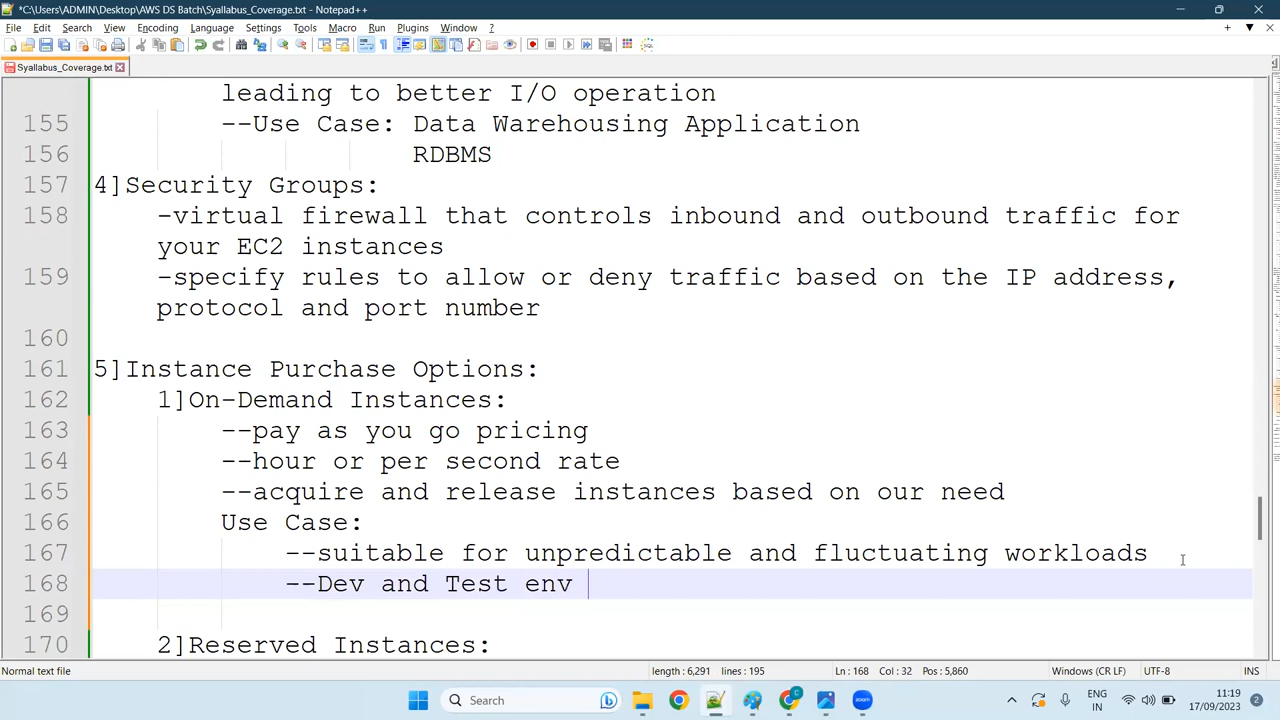 *C:\Users\ADMIN\Desktop\AWS DS Batch\Syallabus_Coverage.txt - Notepad++
File Edit Search View Encoding Language Settings Tools Macro Run Plugins Window ?
Syallabus_Coverage.txt
leading to better I/O operation
155 --Use Case: Data Warehousing Application
156 RDBMS
157 4]Security Groups:
158 -virtual firewall that controls inbound and outbound traffic for
your EC2 instances
159 -specify rules to allow or deny traffic based on the IP address,
protocol and port number
160
161 5]Instance Purchase Options:
162 1]On-Demand Instances:
163 --pay as you go pricing
164 --hour or per second rate
165 --acquire and release instances based on our need
166 Use Case:
167 --suitable for unpredictable and fluctuating workloads
168 --Dev and Test env
169
170 2]Reserved Instances:
Normal text file length : 6,291 lines : 195 Ln : 168 Col : 32 Pos : 5,860 Windows (CR LF) UTF-8 INS
Search ENG IN 11:19 17/09/2023 2